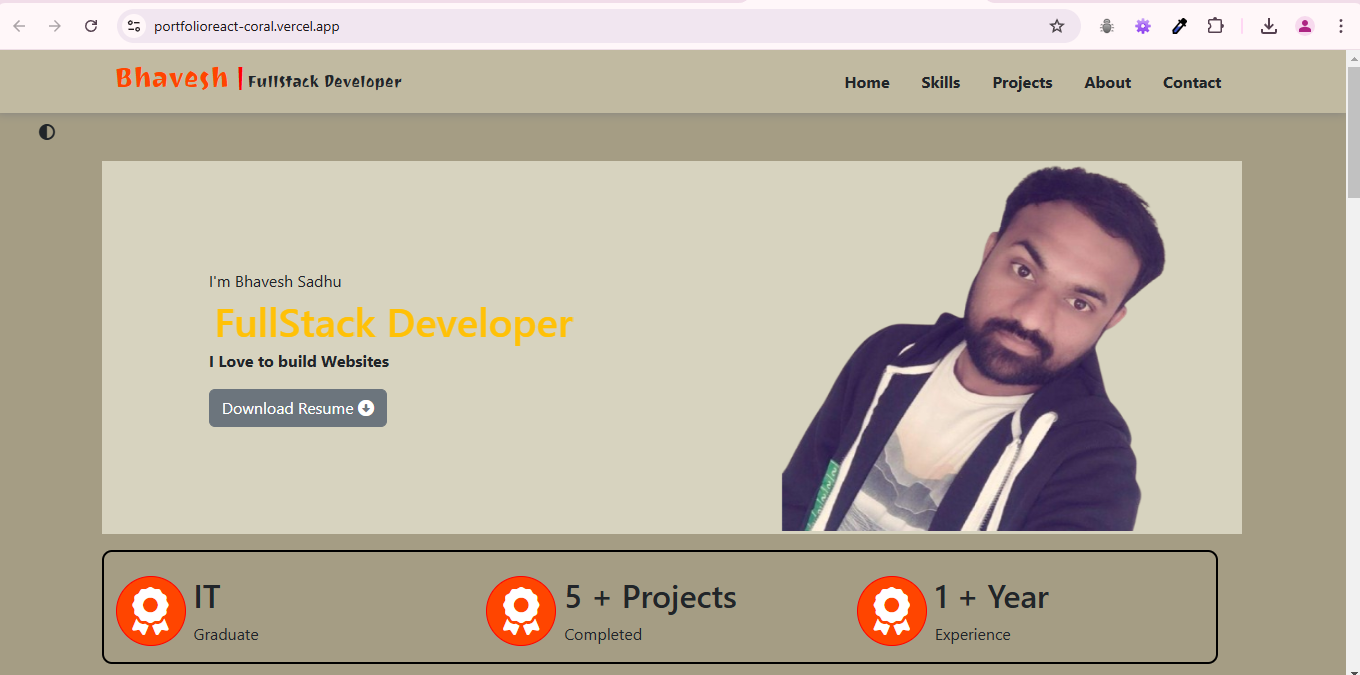 portfolioreact-coral.vercel.app
Bhavesh | FullStack Developer
Home Skills Projects About Contact
I'm Bhavesh Sadhu
FullStack Developer
I Love to build Websites
Download Resume
IT
Graduate
5 + Projects
Completed
1 + Year
Experience